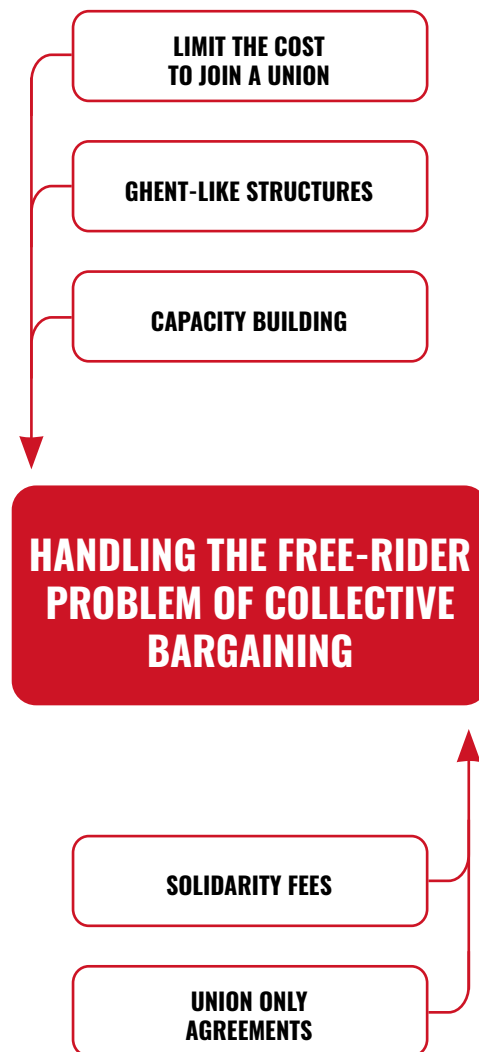 LIMIT THE COST
TO JOIN A UNION
GHENT-LIKE STRUCTURES
CAPACITY BUILDING
HANDLING THE FREE-RIDER
PROBLEM OF COLLECTIVE
BARGAINING
SOLIDARITY FEES
UNION ONLY
AGREEMENTS